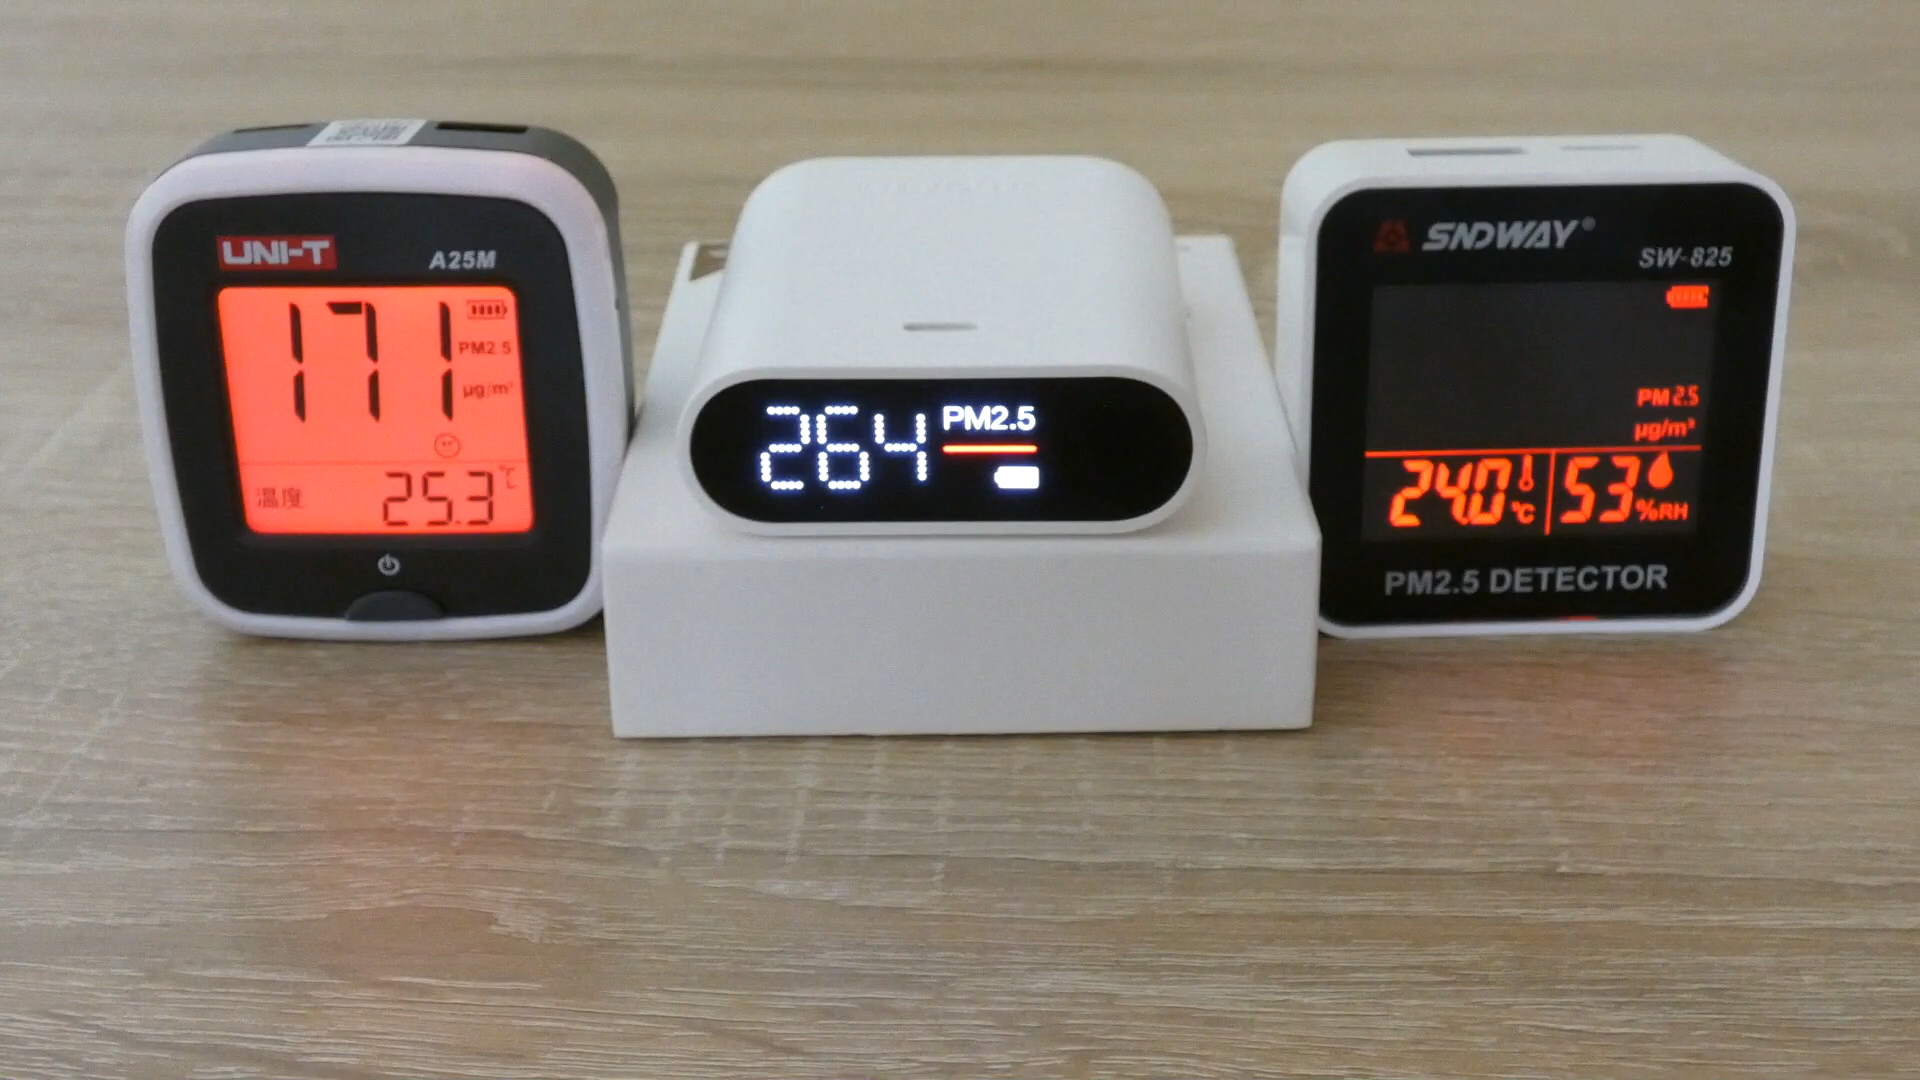 UNI-T
A25M
171
PM2.5
µg/m³
温度
25.3
℃
264
PM2.5
SNDWAY®
SW-825
PM2.5
µg/m³
24.0 ℃
53 %RH
PM2.5 DETECTOR